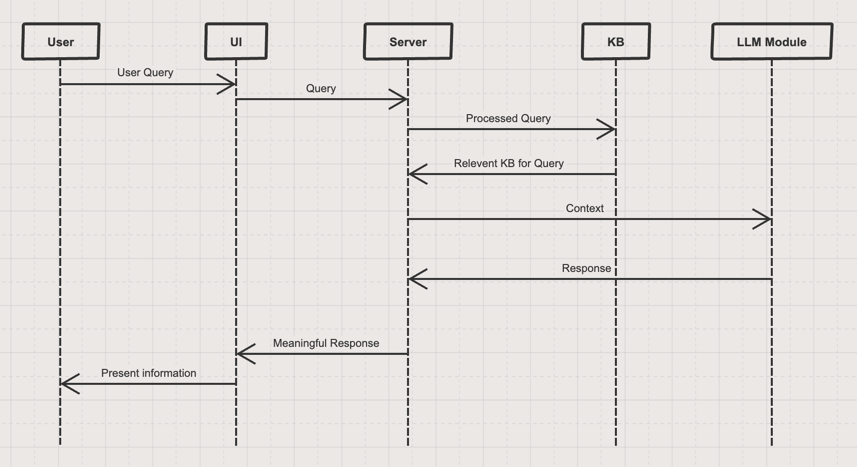 User
UI
Server
KB
LLM Module
User Query
Query
Processed Query
Relevent KB for Query
Context
Response
Meaningful Response
Present information